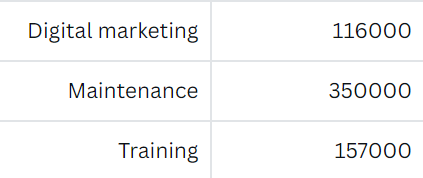 Digital marketing 116000
Maintenance 350000
Training 157000